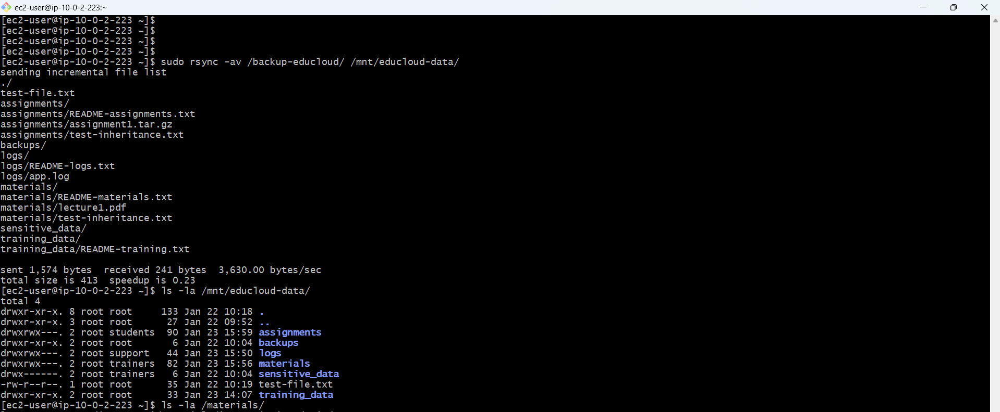 ec2-user@ip-10-0-2-223:~
[ec2-user@ip-10-0-2-223 ~]$
[ec2-user@ip-10-0-2-223 ~]$
[ec2-user@ip-10-0-2-223 ~]$
[ec2-user@ip-10-0-2-223 ~]$
[ec2-user@ip-10-0-2-223 ~]$ sudo rsync -av /backup-educloud/ /mnt/educloud-data/
sending incremental file list
./
test-file.txt
assignments/
assignments/README-assignments.txt
assignments/assignment1.tar.gz
assignments/test-inheritance.txt
backups/
logs/
logs/README-logs.txt
logs/app.log
materials/
materials/README-materials.txt
materials/lecture1.pdf
materials/test-inheritance.txt
sensitive_data/
training_data/
training_data/README-training.txt
sent 1,574 bytes  received 241 bytes  3,630.00 bytes/sec
total size is 413  speedup is 0.23
[ec2-user@ip-10-0-2-223 ~]$ ls -la /mnt/educloud-data/
total 4
drwxr-xr-x. 8 root root     133 Jan 22 10:18 .
drwxr-xr-x. 3 root root      27 Jan 22 09:52 ..
drwxrwx---. 2 root students  90 Jan 23 15:59 assignments
drwxr-xr-x. 2 root root       6 Jan 22 10:04 backups
drwxrwx---. 2 root support   44 Jan 23 15:50 logs
drwxrwx---. 2 root trainers  82 Jan 23 15:56 materials
drwx------. 2 root trainers   6 Jan 22 10:04 sensitive_data
-rw-r--r--. 1 root root      35 Jan 22 10:19 test-file.txt
drwxr-xr-x. 2 root root      33 Jan 23 14:07 training_data
[ec2-user@ip-10-0-2-223 ~]$ ls -la /materials/